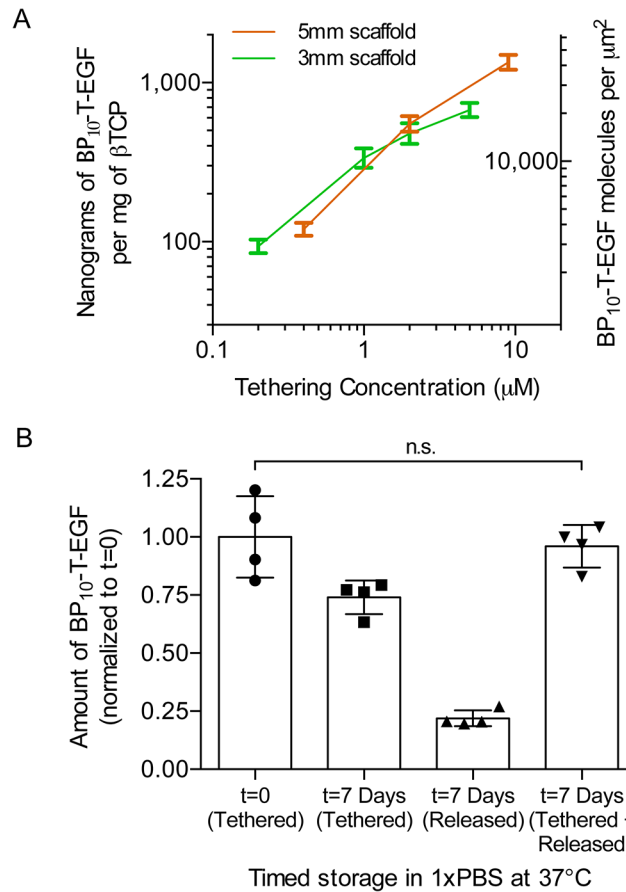 A
5mm scaffold
3mm scaffold
Nanograms of BP10-T-EGF
per mg of βTCP
1,000
100
BP10-T-EGF molecules per μm2
10,000
0.1
1
10
Tethering Concentration (μM)
B
n.s.
Amount of BP10-T-EGF
(normalized to t=0)
1.25
1.00
0.75
0.50
0.25
0.00
t=0
(Tethered)
t=7 Days
(Tethered)
t=7 Days
(Released)
t=7 Days
(Tethered
Released
Timed storage in 1xPBS at 37°C